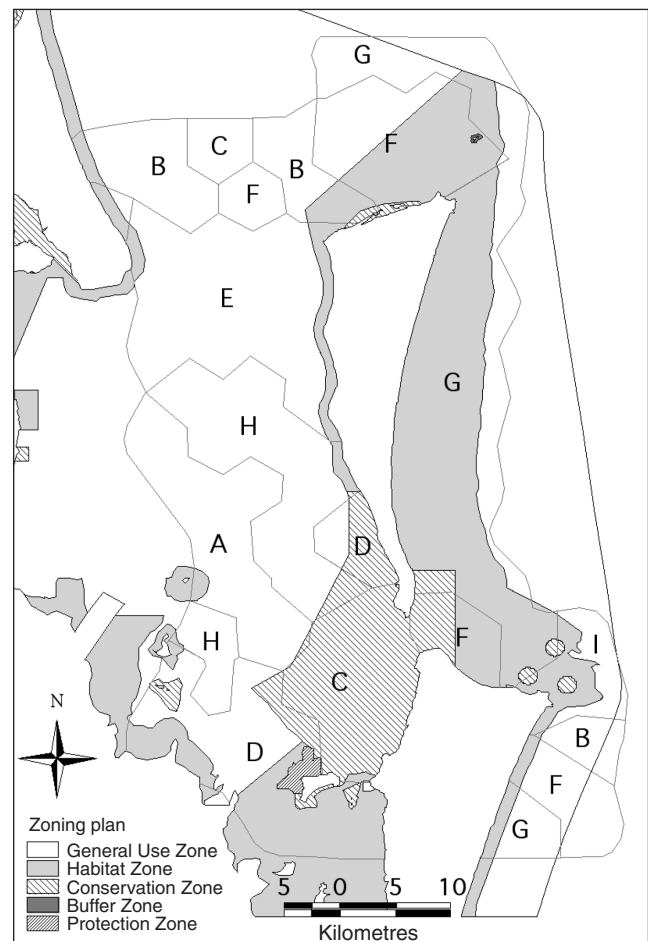 G
B C B F
F
E
G
H
A D
H F I
C
B
D
F
G
N
Zoning plan
General Use Zone
Habitat Zone
Conservation Zone
Buffer Zone
Protection Zone
5 0 5 10
Kilometres